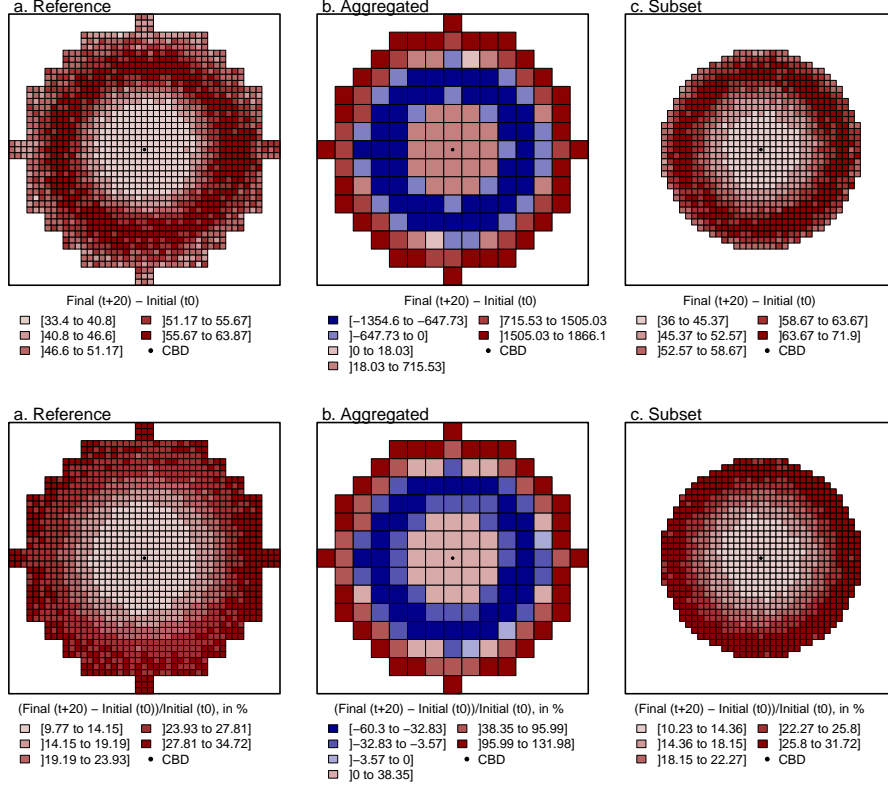 a. Reference
b. Aggregated
c. Subset
Final (t+20) − Initial (t0)
[33.4 to 40.8]
]40.8 to 46.6]
]46.6 to 51.17]
]51.17 to 55.67]
]55.67 to 63.87]
CBD
Final (t+20) − Initial (t0)
[−1354.6 to −647.73]
]−647.73 to 0]
]0 to 18.03]
]18.03 to 715.53]
]715.53 to 1505.03
]1505.03 to 1866.1
CBD
Final (t+20) − Initial (t0)
[36 to 45.37]
]45.37 to 52.57]
]52.57 to 58.67]
]58.67 to 63.67]
]63.67 to 71.9]
CBD
a. Reference
b. Aggregated
c. Subset
(Final (t+20) − Initial (t0))/Initial (t0), in %
[9.77 to 14.15]
]14.15 to 19.19]
]19.19 to 23.93]
]23.93 to 27.81]
]27.81 to 34.72]
CBD
(Final (t+20) − Initial (t0))/Initial (t0), in %
[−60.3 to −32.83]
]−32.83 to −3.57]
]−3.57 to 0]
]0 to 38.35]
]38.35 to 95.99]
]95.99 to 131.98]
CBD
(Final (t+20) − Initial (t0))/Initial (t0), in %
[10.23 to 14.36]
]14.36 to 18.15]
]18.15 to 22.27]
]22.27 to 25.8]
]25.8 to 31.72]
CBD